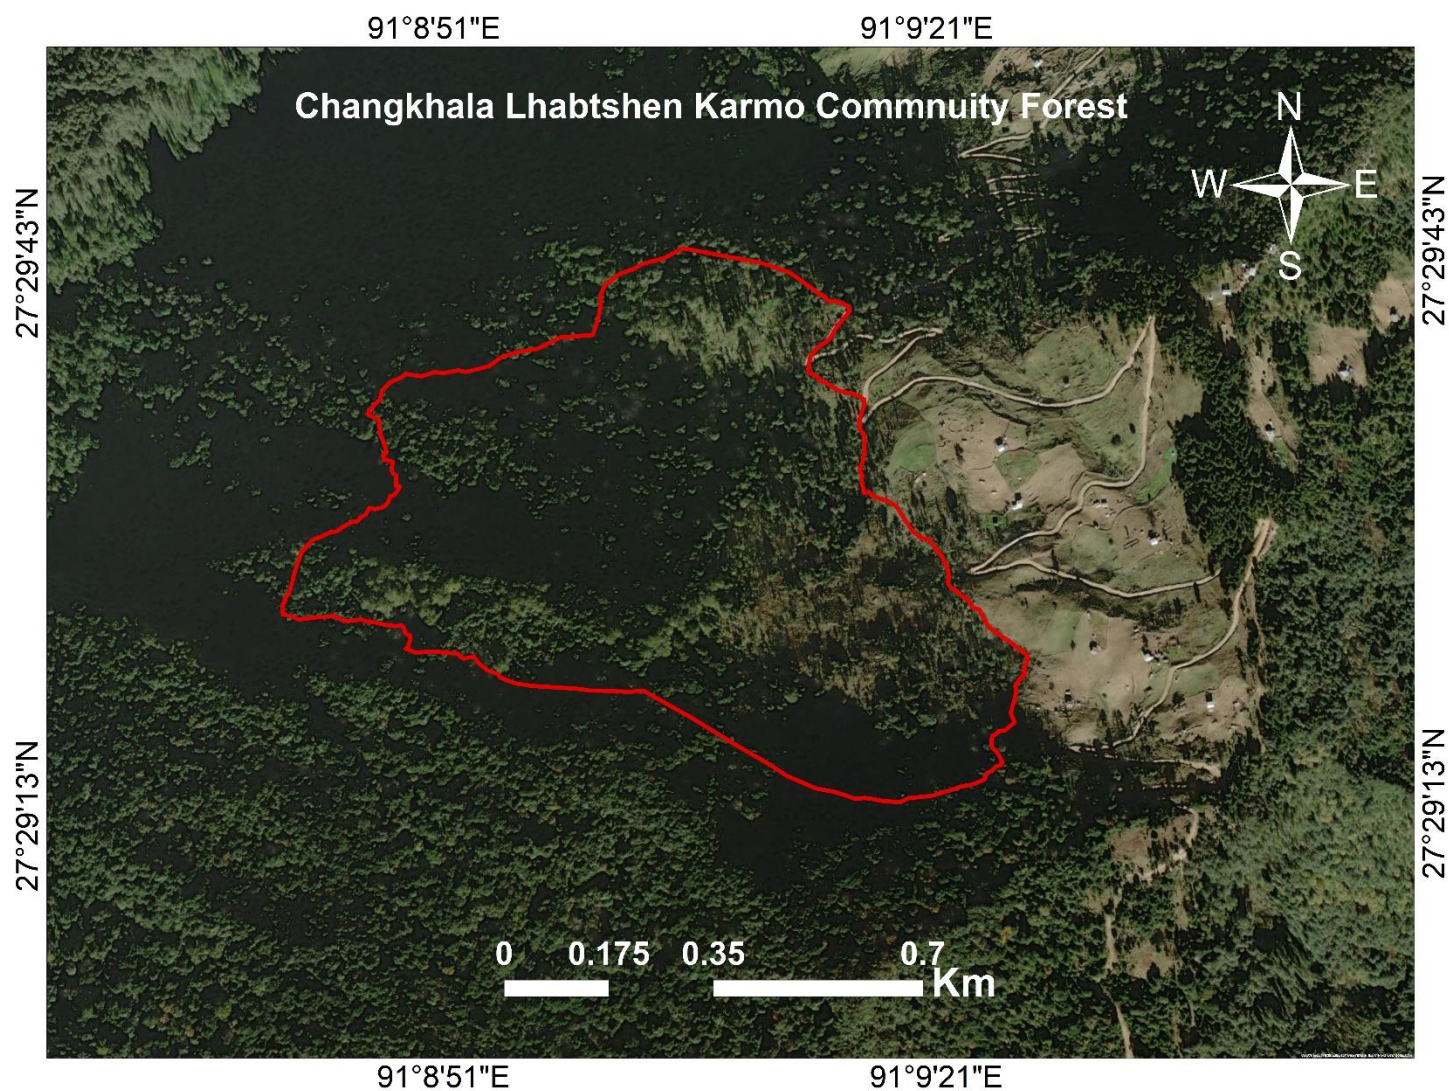 91°8'51"E 91°9'21"E
Changkhala Lhabtshen Karmo Commnuity Forest
N
W E
S
27°29'43"N 27°29'43"N
27°29'13"N 27°29'13"N
0 0.175 0.35 0.7
Km
91°8'51"E 91°9'21"E